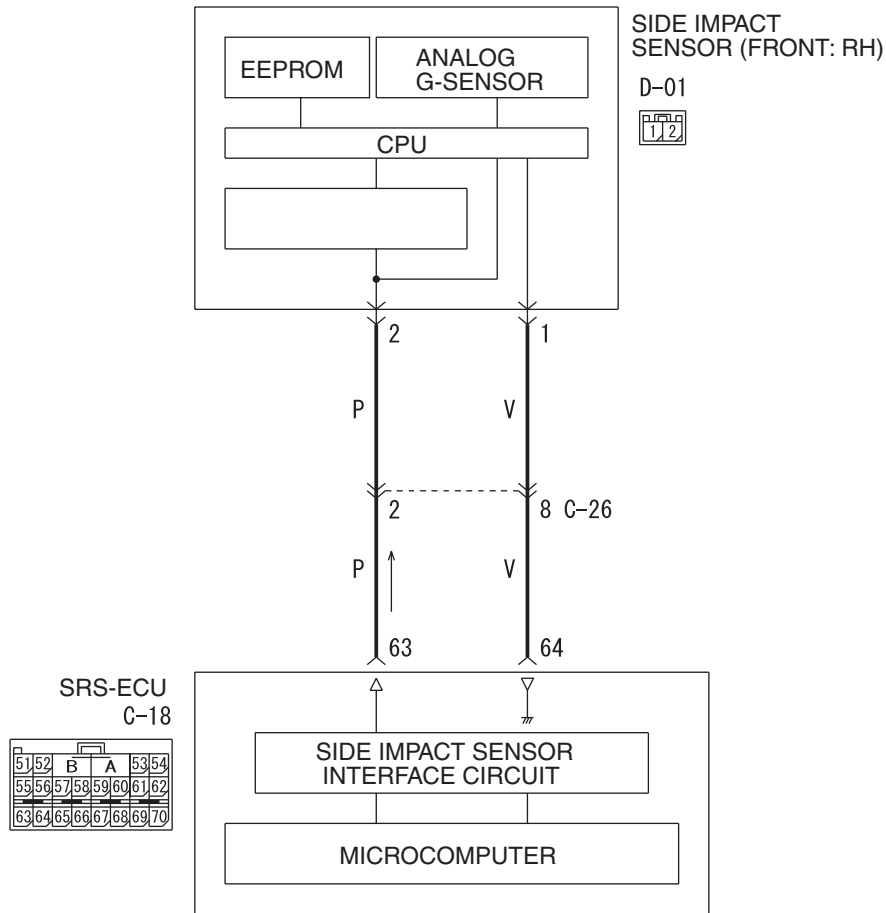 SIDE IMPACT
SENSOR (FRONT: RH)
D-01
1 2
EEPROM
ANALOG
G-SENSOR
CPU
2 1
P V
2 8 C-26
P V
63 64
SRS-ECU
C-18
51 52 B A 53 54
55 56 57 58 59 60 61 62
63 64 65 66 67 68 69 70
SIDE IMPACT SENSOR
INTERFACE CIRCUIT
MICROCOMPUTER